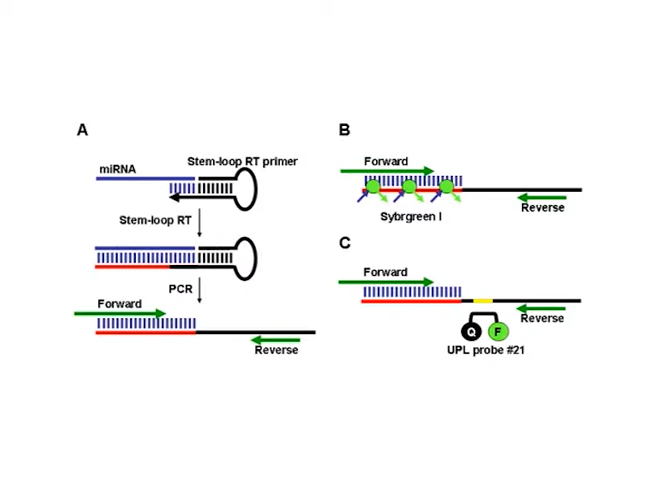 A
miRNA
Stem-loop RT primer
Stem-loop RT
PCR
Forward
Reverse
B
Forward
Sybrgreen I
Reverse
C
Forward
Reverse
Q
F
UPL probe #21